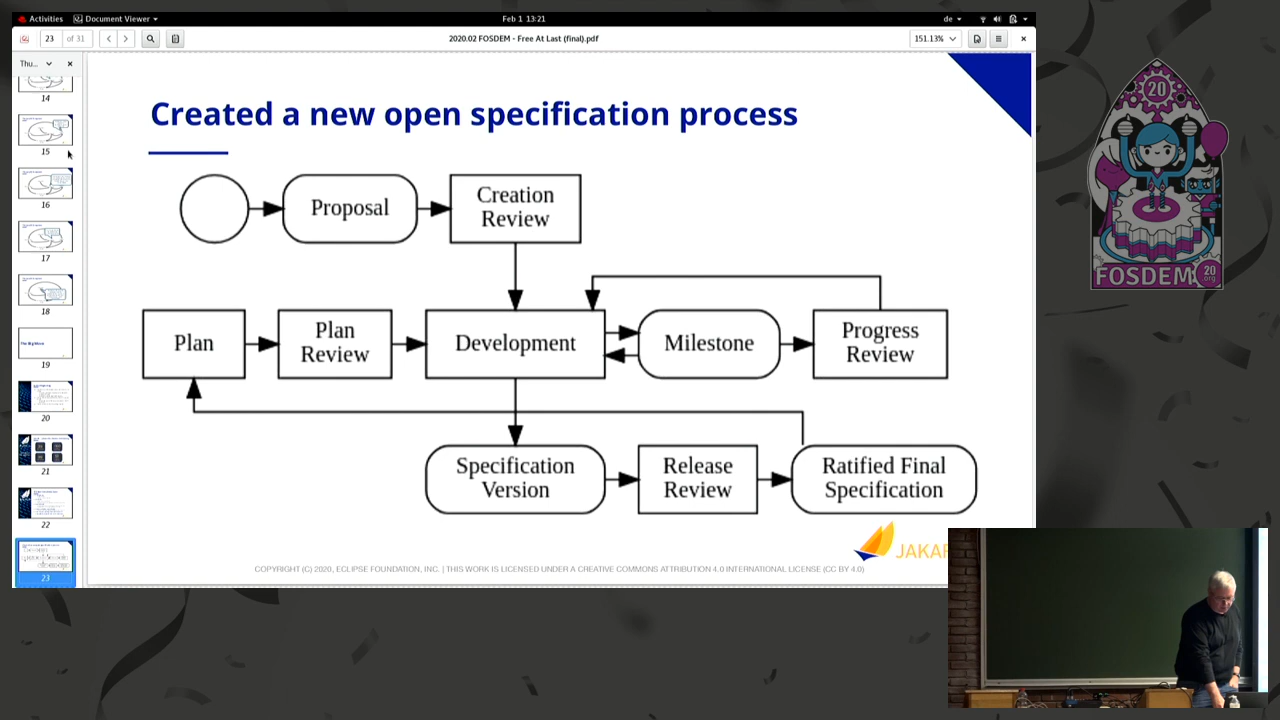 Activities
Document Viewer
Feb 1 13:21
de
23
of 31
2020.02 FOSDEM - Free At Last (final).pdf
151.13%
Thu...
14
15
16
17
18
19
20
21
22
23
Created a new open specification process
Proposal
Creation
Review
Plan
Plan
Review
Development
Milestone
Progress
Review
Specification
Version
Release
Review
Ratified Final
Specification
JAKAR
COPYRIGHT (C) 2020, ECLIPSE FOUNDATION, INC. | THIS WORK IS LICENSED UNDER A CREATIVE COMMONS ATTRIBUTION 4.0 INTERNATIONAL LICENSE (CC BY 4.0)
20
FOSDEM
20
.org